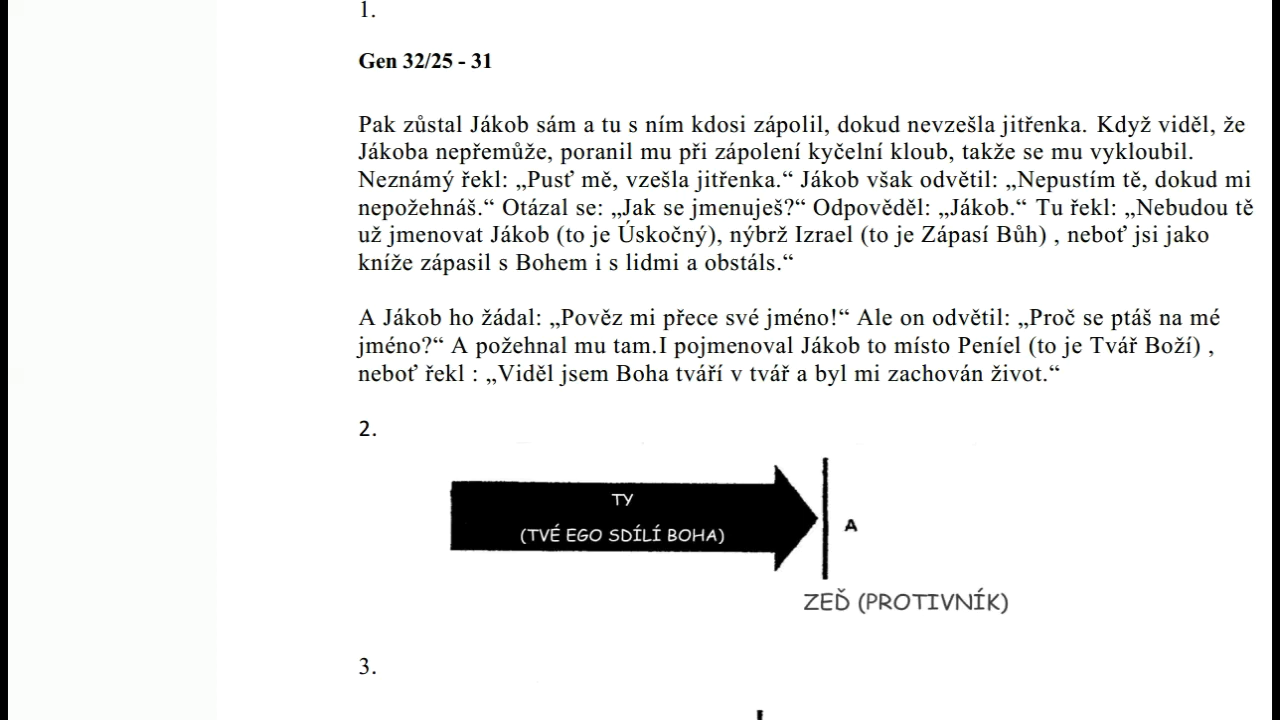 1.
Gen 32/25 - 31
Pak zůstal Jákob sám a tu s ním kdosi zápolil, dokud nevzešla jitřenka. Když viděl, že
Jákoba nepřemůže, poranil mu při zápolení kyčelní kloub, takže se mu vykloubil.
Neznámý řekl: „Pusť mě, vzešla jitřenka.“ Jákob však odvětil: „Nepustím tě, dokud mi
nepožehnáš.“ Otázal se: „Jak se jmenuješ?“ Odpověděl: „Jákob.“ Tu řekl: „Nebudou tě
už jmenovat Jákob (to je Úskočný), nýbrž Izrael (to je Zápasí Bůh) , neboť jsi jako
kníže zápasil s Bohem i s lidmi a obstáls.“
A Jákob ho žádal: „Pověz mi přece své jméno!“ Ale on odvětil: „Proč se ptáš na mé
jméno?“ A požehnal mu tam.I pojmenoval Jákob to místo Peníel (to je Tvář Boží) ,
neboť řekl : „Viděl jsem Boha tváří v tvář a byl mi zachován život.“
2.
TY
(TVÉ EGO SDÍLÍ BOHA)
A
ZEĎ (PROTIVNÍK)
3.